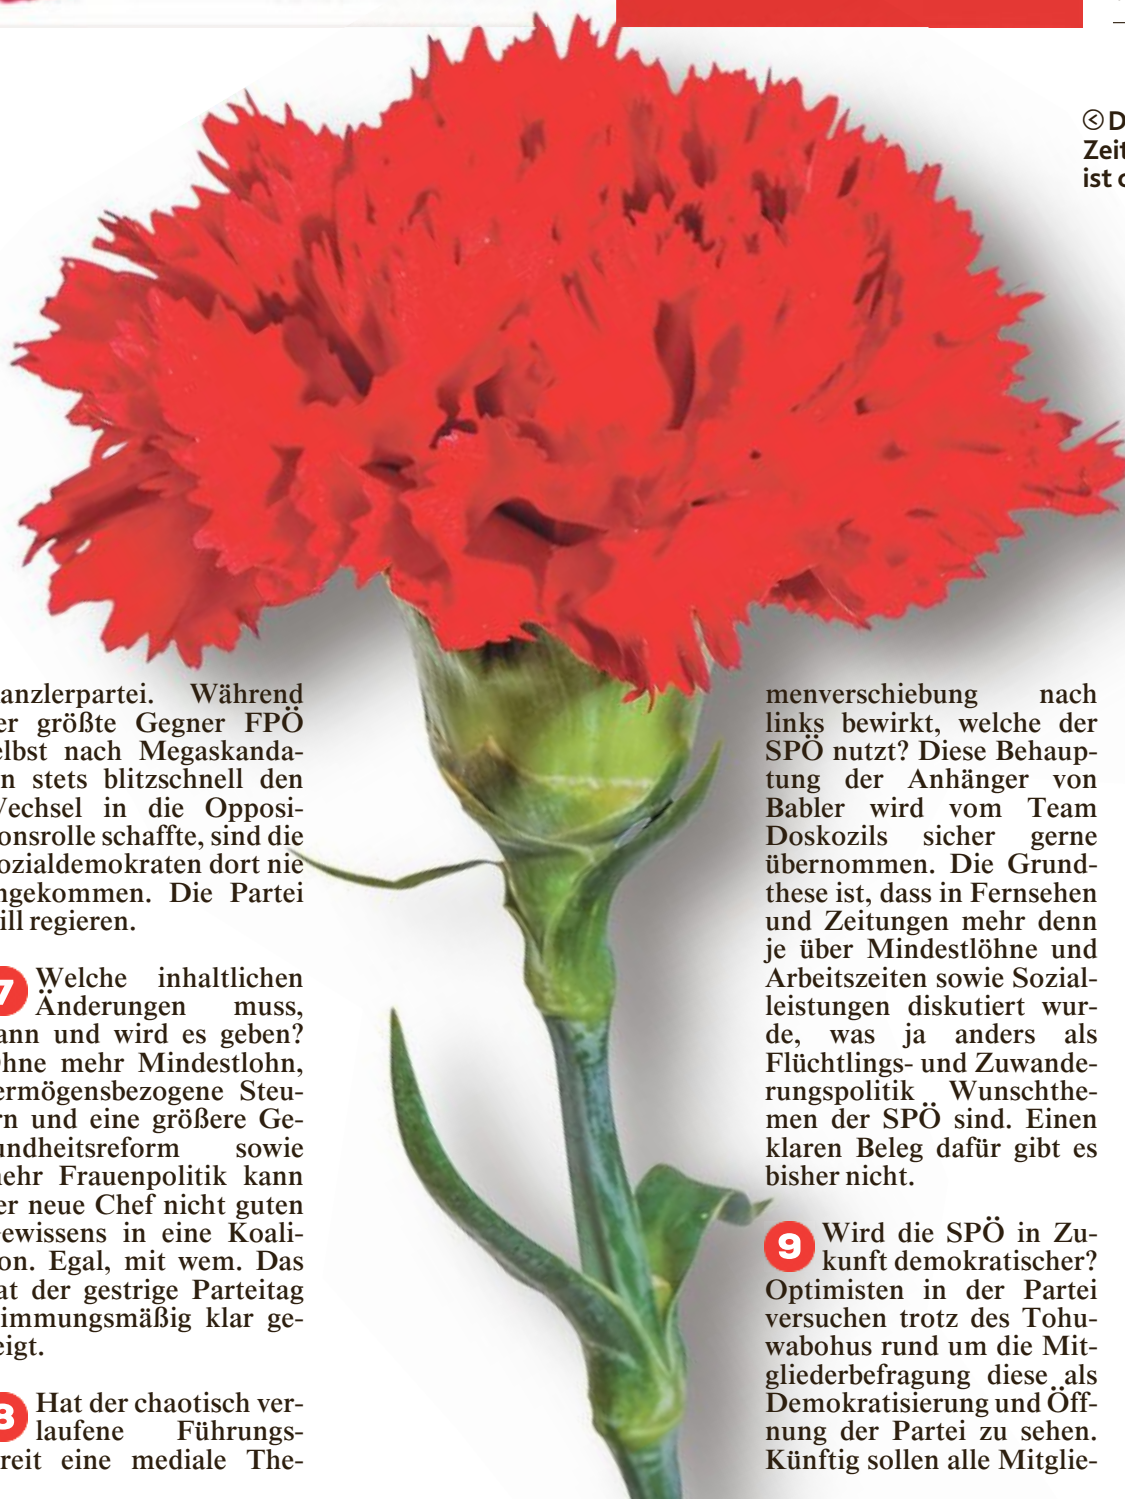 D
Zeit
ist d
anzlerpartei. Während
er größte Gegner FPÖ
elbst nach Megaskanda-
n stets blitzschnell den
Wechsel in die Opposi-
onsrolle schaffte, sind die
ozialdemokraten dort nie
ngekommen. Die Partei
ill regieren.
7 Welche inhaltlichen
Änderungen muss,
ann und wird es geben?
Ohne mehr Mindestlohn,
ermögensbezogene Steu-
rn und eine größere Ge-
undheitsreform sowie
mehr Frauenpolitik kann
er neue Chef nicht guten
Gewissens in eine Koali-
on. Egal, mit wem. Das
at der gestrige Parteitag
immungsmäßig klar ge-
eigt.
8 Hat der chaotisch ver-
laufene Führungs-
reit eine mediale The-
menverschiebung nach
links bewirkt, welche der
SPÖ nutzt? Diese Behaup-
tung der Anhänger von
Babler wird vom Team
Doskozils sicher gerne
übernommen. Die Grund-
these ist, dass in Fernsehen
und Zeitungen mehr denn
je über Mindestlöhne und
Arbeitszeiten sowie Sozial-
leistungen diskutiert wur-
de, was ja anders als
Flüchtlings- und Zuwande-
rungspolitik Wunschthe-
men der SPÖ sind. Einen
klaren Beleg dafür gibt es
bisher nicht.
9 Wird die SPÖ in Zu-
kunft demokratischer?
Optimisten in der Partei
versuchen trotz des Tohu-
wabohus rund um die Mit-
gliederbefragung diese als
Demokratisierung und Öff-
nung der Partei zu sehen.
Künftig sollen alle Mitglie-